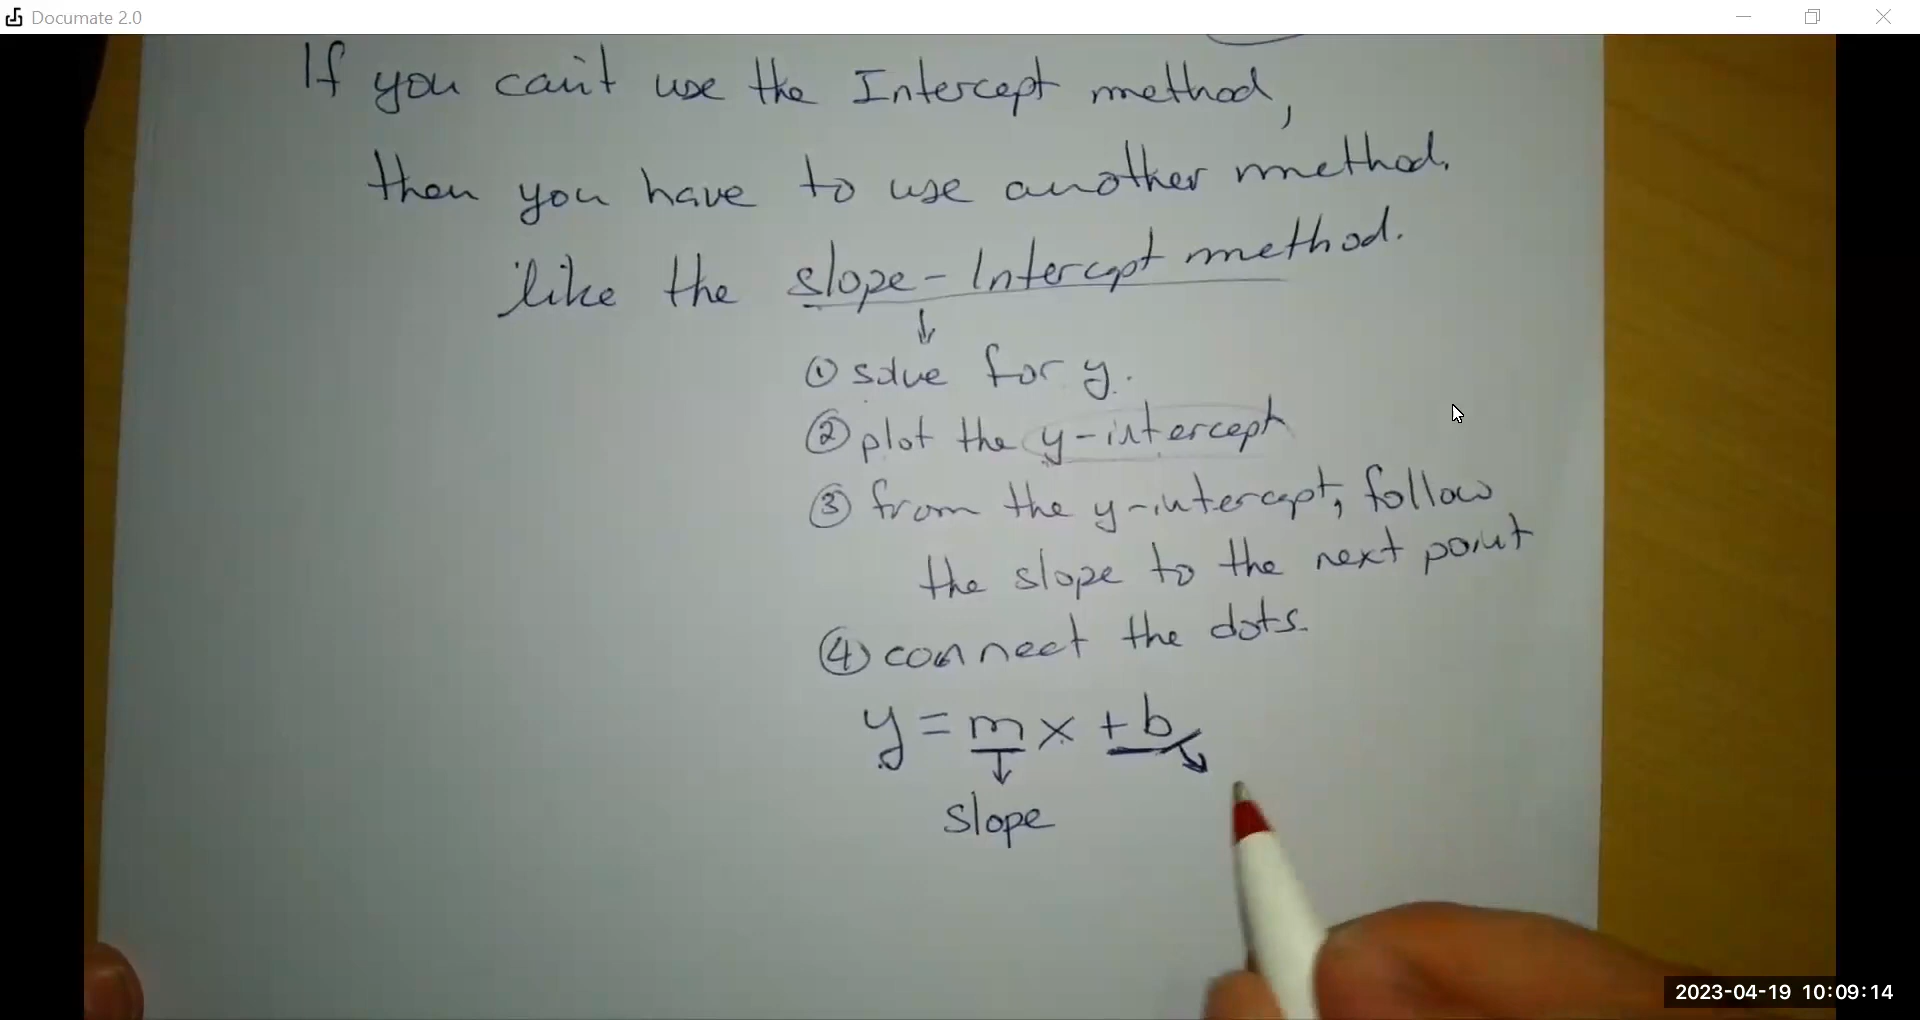 Documate 2.0
If you can't use the Intercept method,
then you have to use another method.
like the slope-Intercept method.
① solve for y.
② plot the y-intercept
③ from the y-intercept, follow
the slope to the next point
④ connect the dots.
y = mx + b
slope
2023-04-19 10:09:14